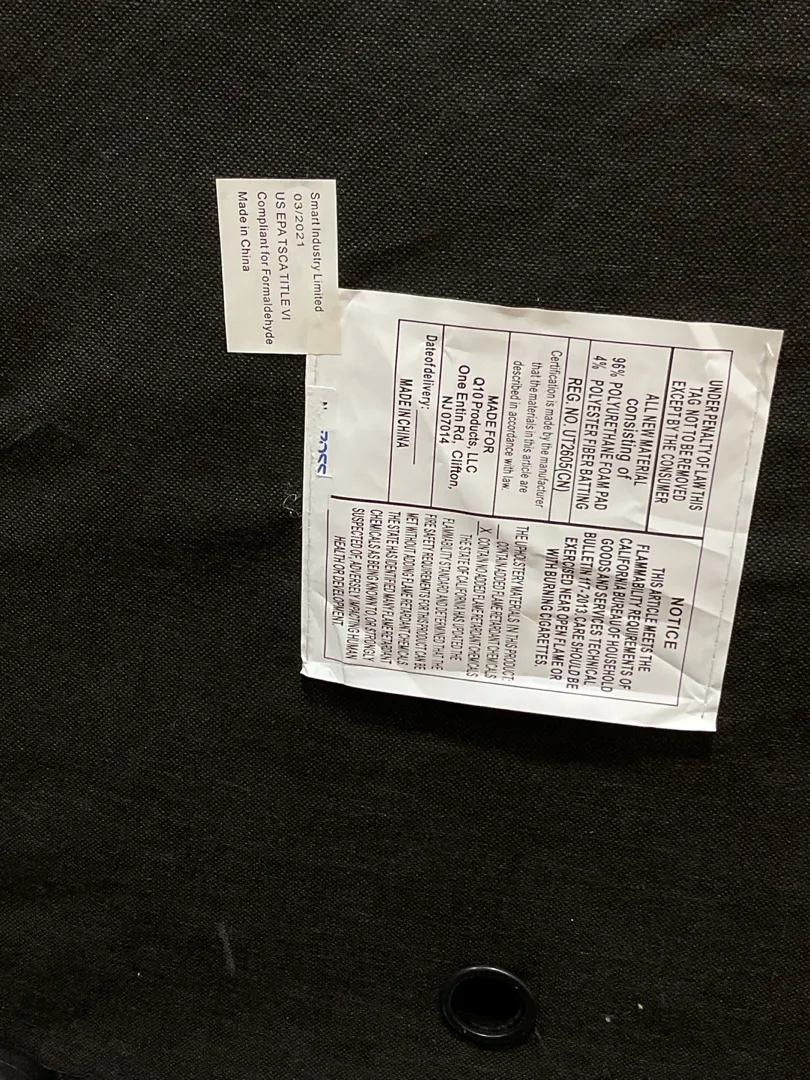 Smart Industry Limited
03/2021
US EPA TSCA TITLE VI
Compliant for Formaldehyde
Made in China
UNDER PENALTY OF LAW THIS
TAG NOT TO BE REMOVED
EXCEPT BY THE CONSUMER
ALL NEW MATERIAL
consisting of
96% POLYURETHANE FOAM PAD
4% POLYESTER FIBER BATTING
REG. NO. UT2605(CN)
Certification is made by the manufacturer
that the materials in this article are
described in accordance with law.
MADE FOR
Q10 Products, LLC
One Entin Rd, Clifton,
NJ 07014
Date of delivery:
MADE IN CHINA
NOTICE
THIS ARTICLE MEETS THE
FLAMMABILITY REQUIREMENTS OF
CALIFORNIA BUREAU OF HOUSEHOLD
GOODS AND SERVICES TECHNICAL
BULLETIN 117-2013. CARE SHOULD BE
EXERCISED NEAR OPEN FLAME OR
WITH BURNING CIGARETTES.
THE UPHOLSTERY MATERIALS IN THIS PRODUCT:
__ CONTAIN ADDED FLAME RETARDANT CHEMICALS
X CONTAIN NO ADDED FLAME RETARDANT CHEMICALS
THE STATE OF CALIFORNIA HAS UPDATED THE
FLAMMABILITY STANDARD AND DETERMINED THAT THE
FIRE SAFETY REQUIREMENTS FOR THIS PRODUCT CAN BE
MET WITHOUT ADDING FLAME RETARDANT CHEMICALS.
THE STATE HAS IDENTIFIED MANY FLAME RETARDANT
CHEMICALS AS BEING KNOWN TO, OR STRONGLY
SUSPECTED OF, ADVERSELY IMPACTING HUMAN
HEALTH OR DEVELOPMENT.